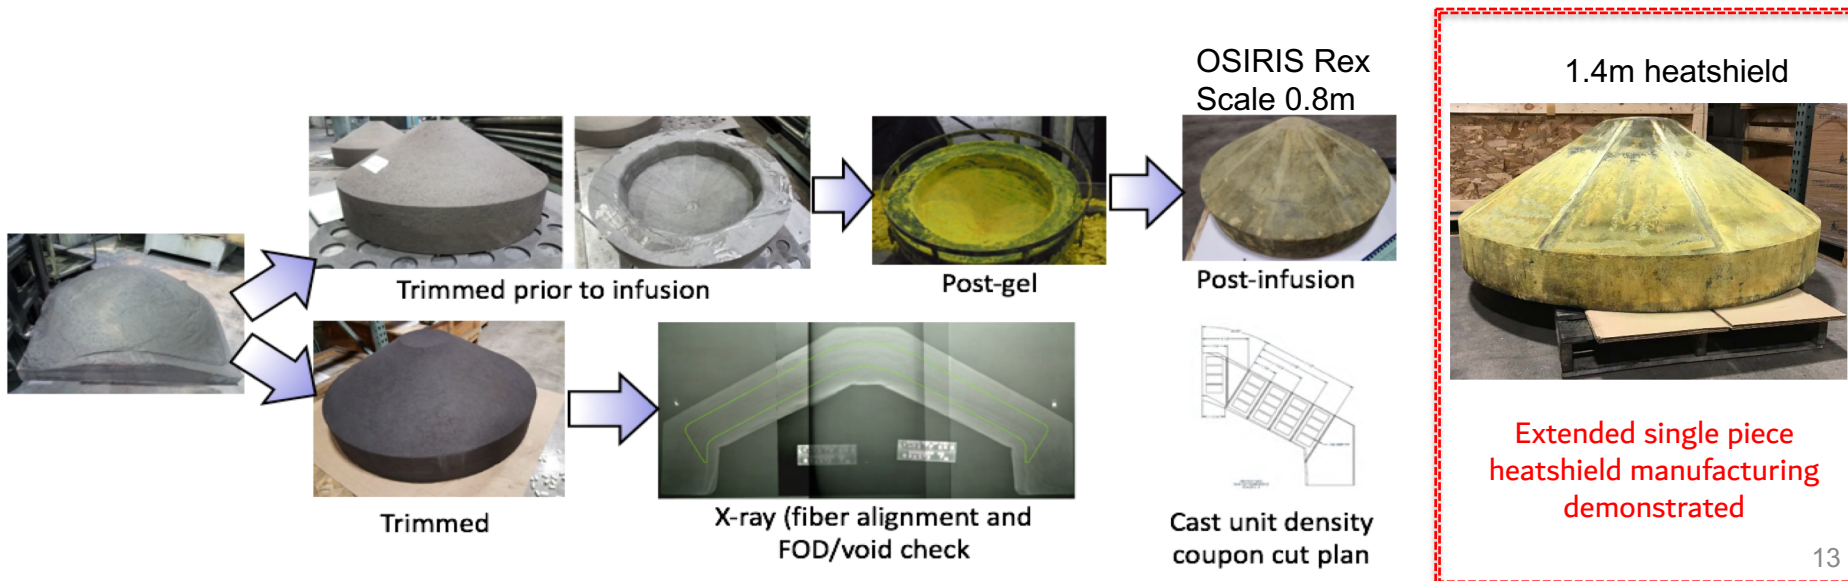 OSIRIS Rex
Scale 0.8m
1.4m heatshield
Trimmed prior to infusion
Post-gel
Post-infusion
Trimmed
X-ray (fiber alignment and
FOD/void check
Cast unit density
coupon cut plan
Extended single piece
heatshield manufacturing
demonstrated
13